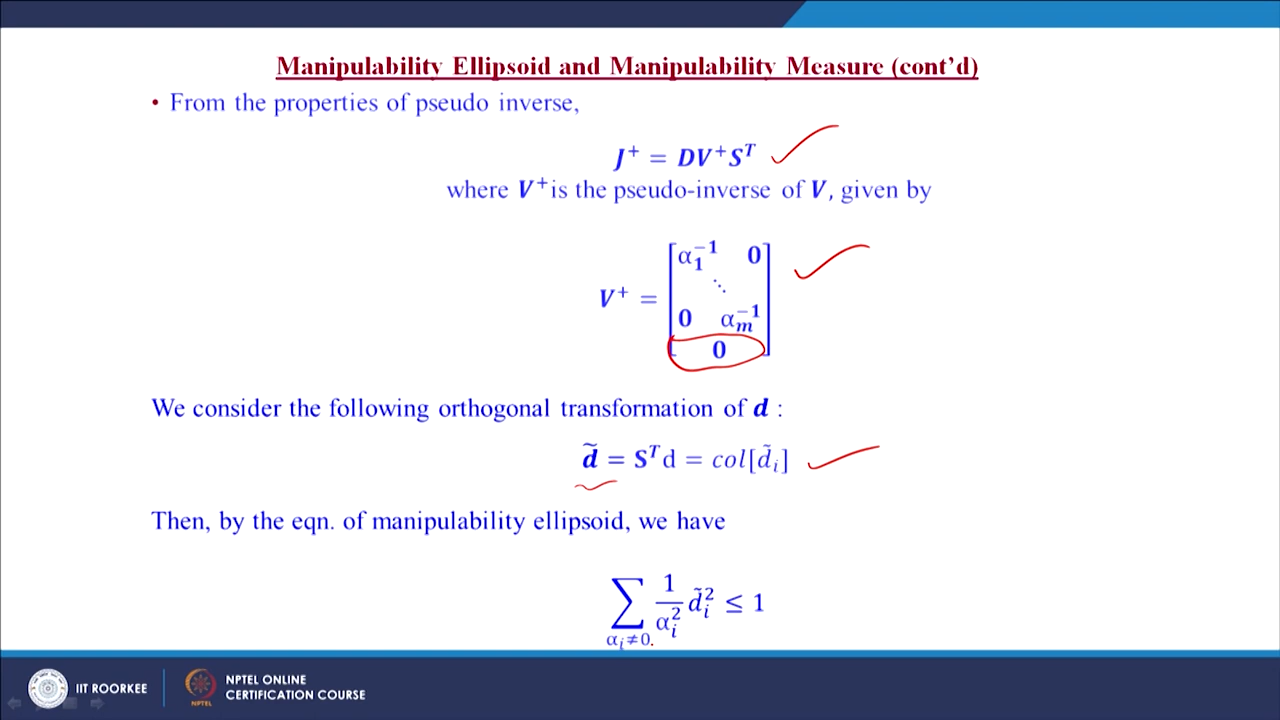 Manipulability Ellipsoid and Manipulability Measure (cont'd)
• From the properties of pseudo inverse,
J⁺ = DV⁺Sᵀ
where V⁺is the pseudo-inverse of V, given by
V⁺ = [α₁⁻¹ 0
⋱
0 αₘ⁻¹
0]
We consider the following orthogonal transformation of d :
d̃ = Sᵀd = col[d̃ᵢ]
Then, by the eqn. of manipulability ellipsoid, we have
∑_{αᵢ≠0.} 1/αᵢ² d̃ᵢ² ≤ 1
IIT ROORKEE
NPTEL
NPTEL ONLINE
CERTIFICATION COURSE